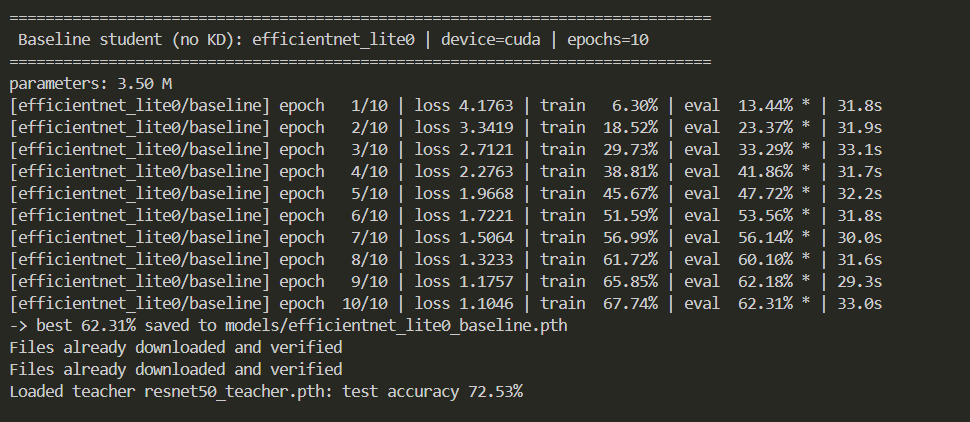 ==============================================================================
Baseline student (no KD): efficientnet_lite0 | device=cuda | epochs=10
==============================================================================
parameters: 3.50 M
[efficientnet_lite0/baseline] epoch   1/10 | loss 4.1763 | train   6.30% | eval  13.44% * | 31.8s
[efficientnet_lite0/baseline] epoch   2/10 | loss 3.3419 | train  18.52% | eval  23.37% * | 31.9s
[efficientnet_lite0/baseline] epoch   3/10 | loss 2.7121 | train  29.73% | eval  33.29% * | 33.1s
[efficientnet_lite0/baseline] epoch   4/10 | loss 2.2763 | train  38.81% | eval  41.86% * | 31.7s
[efficientnet_lite0/baseline] epoch   5/10 | loss 1.9668 | train  45.67% | eval  47.72% * | 32.2s
[efficientnet_lite0/baseline] epoch   6/10 | loss 1.7221 | train  51.59% | eval  53.56% * | 31.8s
[efficientnet_lite0/baseline] epoch   7/10 | loss 1.5064 | train  56.99% | eval  56.14% * | 30.0s
[efficientnet_lite0/baseline] epoch   8/10 | loss 1.3233 | train  61.72% | eval  60.10% * | 31.6s
[efficientnet_lite0/baseline] epoch   9/10 | loss 1.1757 | train  65.85% | eval  62.18% * | 29.3s
[efficientnet_lite0/baseline] epoch  10/10 | loss 1.1046 | train  67.74% | eval  62.31% * | 33.0s
-> best 62.31% saved to models/efficientnet_lite0_baseline.pth
Files already downloaded and verified
Files already downloaded and verified
Loaded teacher resnet50_teacher.pth: test accuracy 72.53%